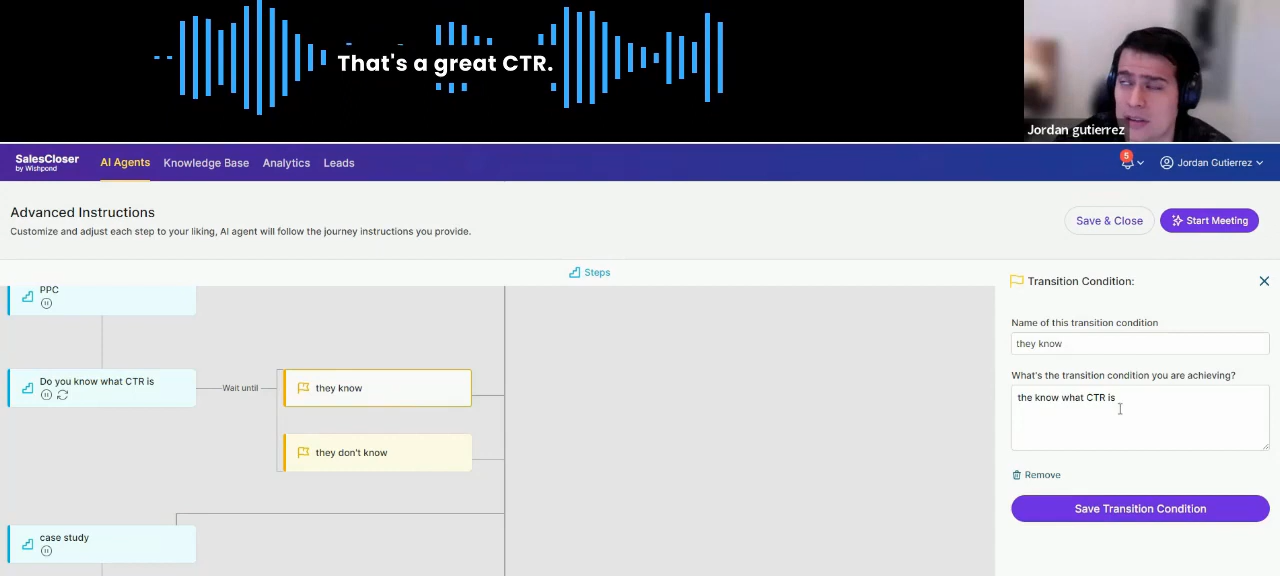 That's a great CTR.
Jordan gutierrez
SalesCloser
by Wishpond
AI Agents
Knowledge Base
Analytics
Leads
5
Jordan Gutierrez
Advanced Instructions
Customize and adjust each step to your liking, AI agent will follow the journey instructions you provide.
Save & Close
Start Meeting
Steps
PPC
Do you know what CTR is
Wait until
they know
they don't know
case study
Transition Condition:
Name of this transition condition
they know
What's the transition condition you are achieving?
the know what CTR is
Remove
Save Transition Condition